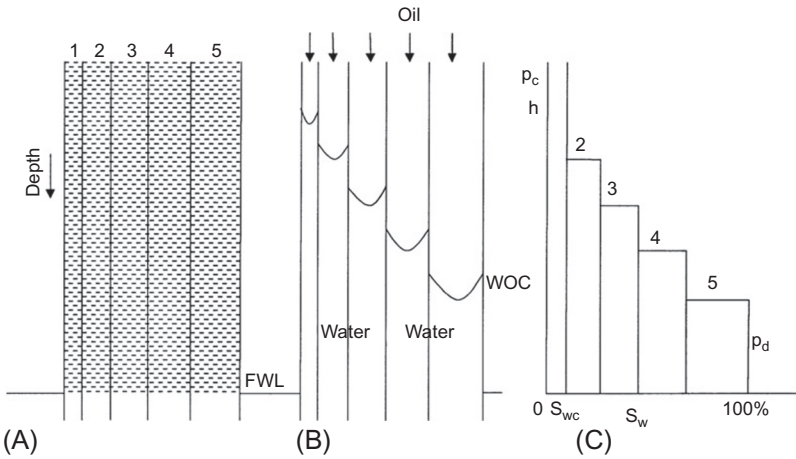 1 2 3 4 5
Depth
FWL
(A)
Oil
WOC
Water Water
(B)
p_c
h
2
3
4
5
p_d
0 S_wc S_w 100%
(C)